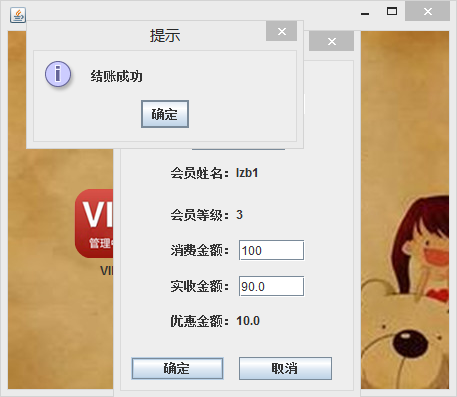 提示
结账成功
确定
会员姓名：lzb1
会员等级：3
消费金额：100
实收金额：90.0
优惠金额：10.0
确定 取消
VI
管理
VI